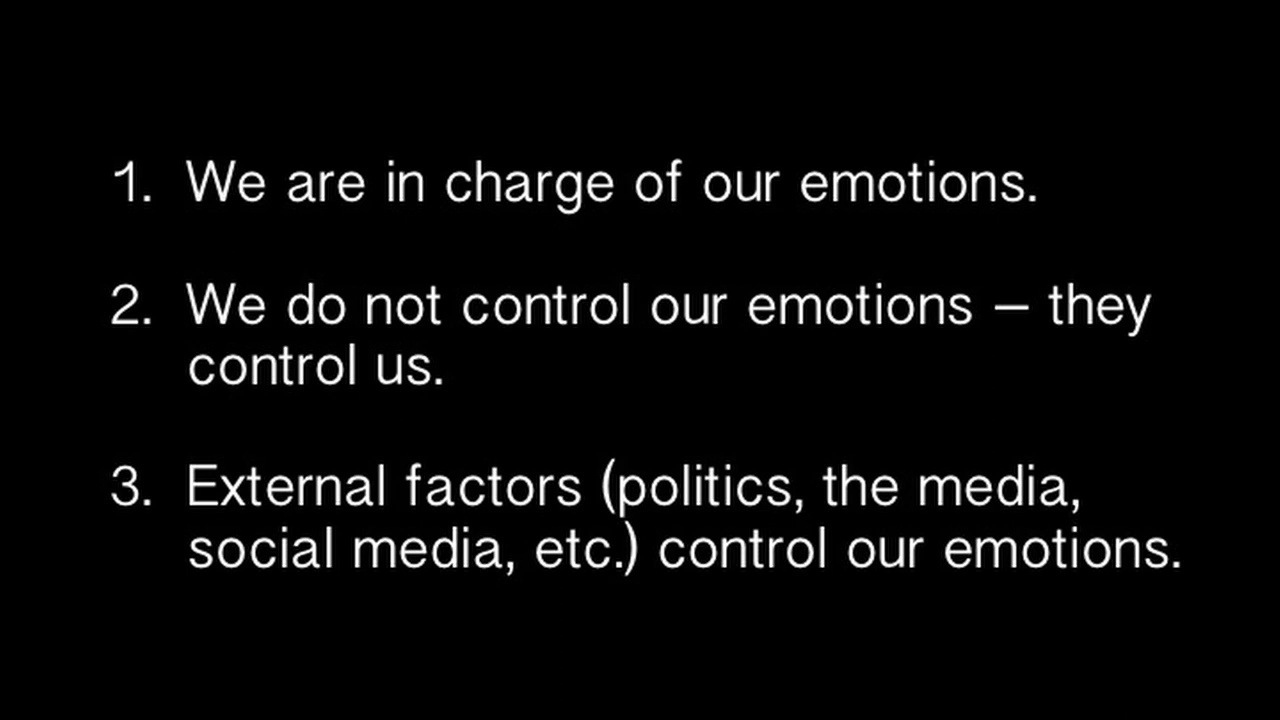 1. We are in charge of our emotions.
2. We do not control our emotions – they
control us.
3. External factors (politics, the media,
social media, etc.) control our emotions.